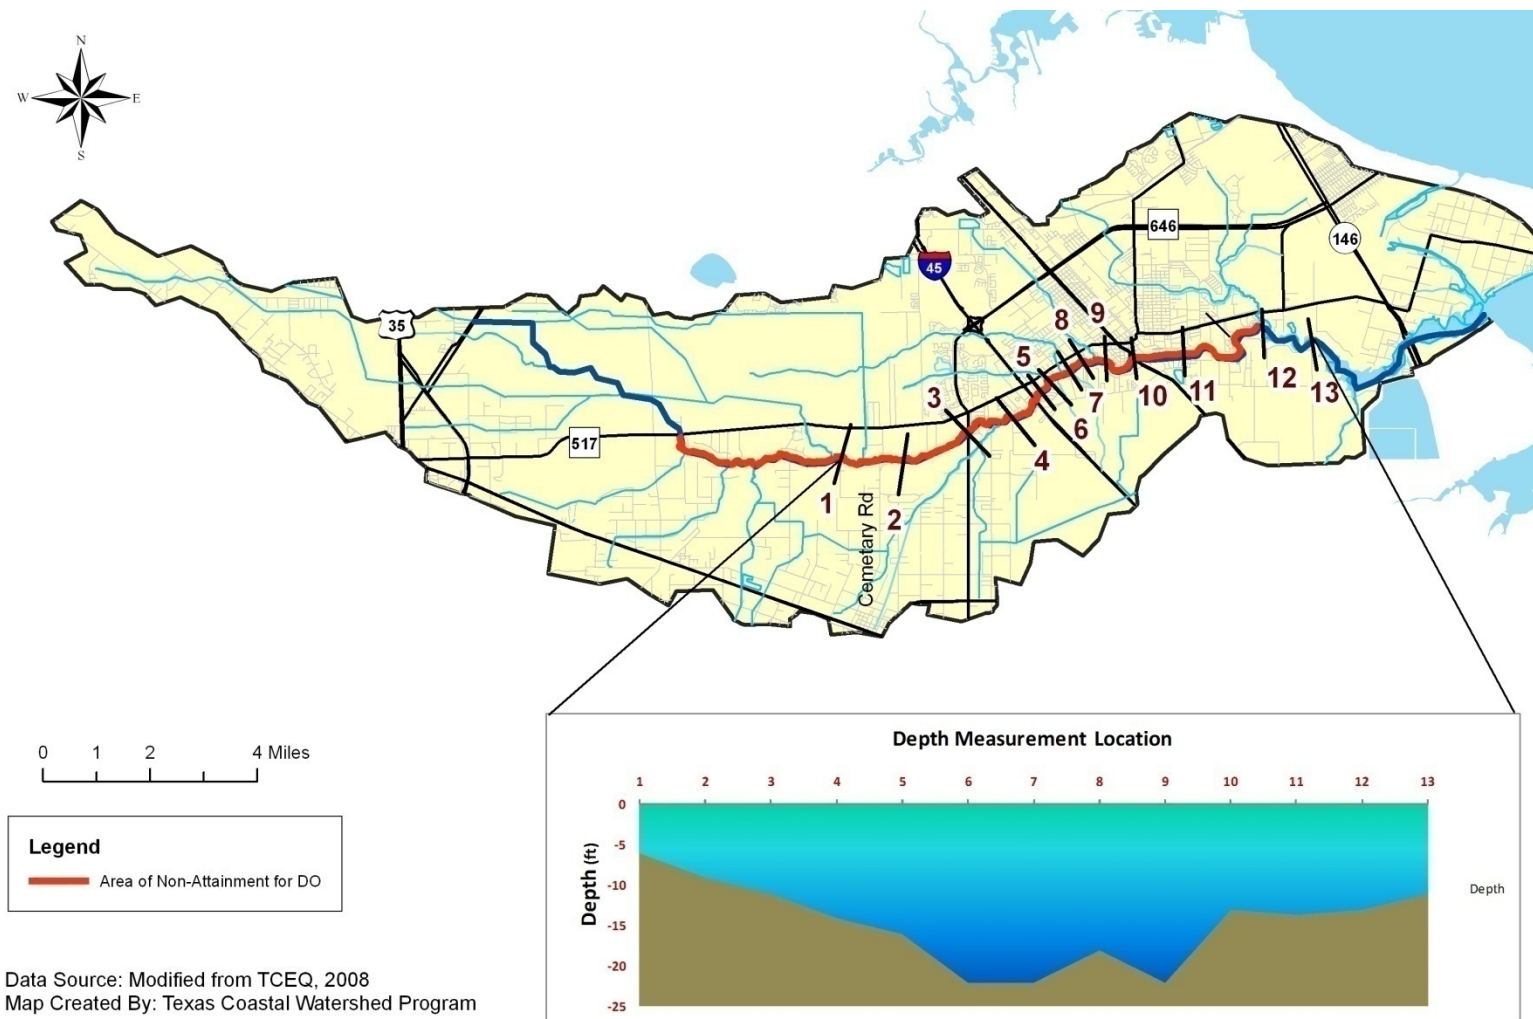 N
W E
S
646
146
45
35
8 9
5
3
517
7 10 11 12 13
6
4
1
2
Cemetary Rd
0 1 2 4 Miles
Legend
Area of Non-Attainment for DO
Data Source: Modified from TCEQ, 2008
Map Created By: Texas Coastal Watershed Program
Depth Measurement Location
1 2 3 4 5 6 7 8 9 10 11 12 13
0
-5
-10
-15
-20
-25
Depth (ft)
Depth